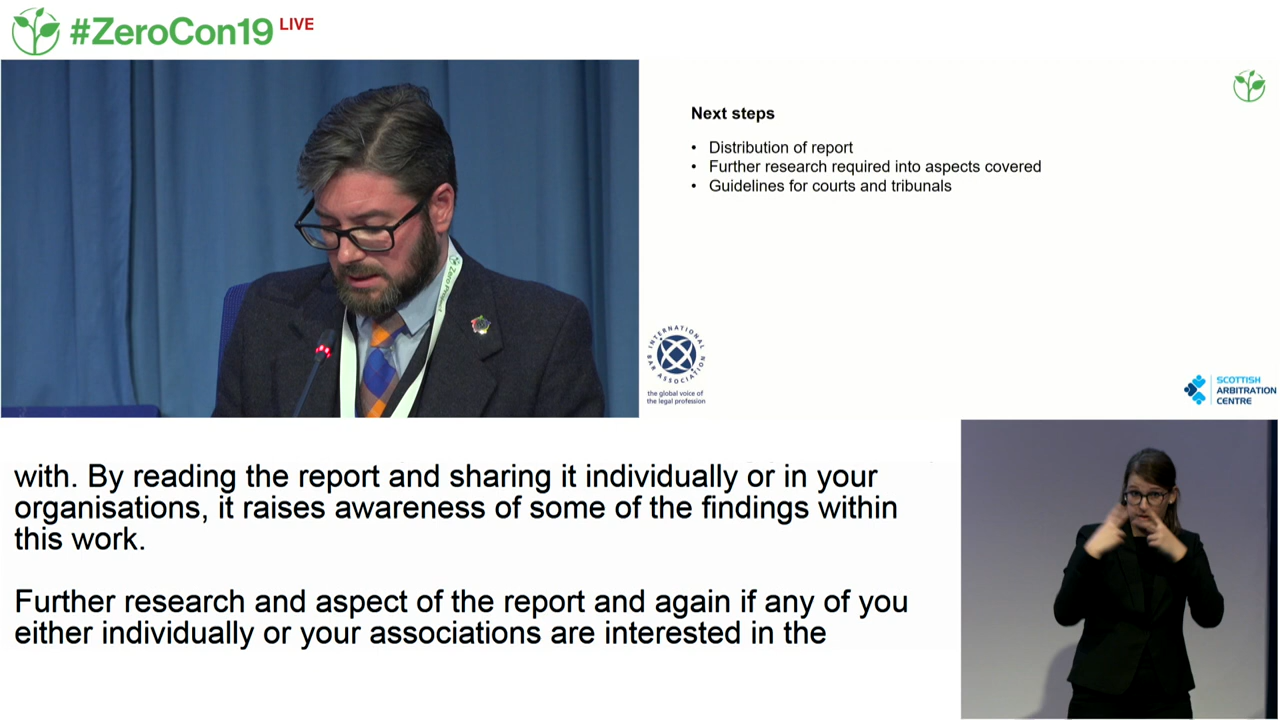 #ZeroCon19 LIVE
Zero Project
Next steps
• Distribution of report
• Further research required into aspects covered
• Guidelines for courts and tribunals
INTERNATIONAL BAR ASSOCIATION
the global voice of
the legal profession
SCOTTISH
ARBITRATION
CENTRE
with. By reading the report and sharing it individually or in your
organisations, it raises awareness of some of the findings within
this work.
Further research and aspect of the report and again if any of you
either individually or your associations are interested in the